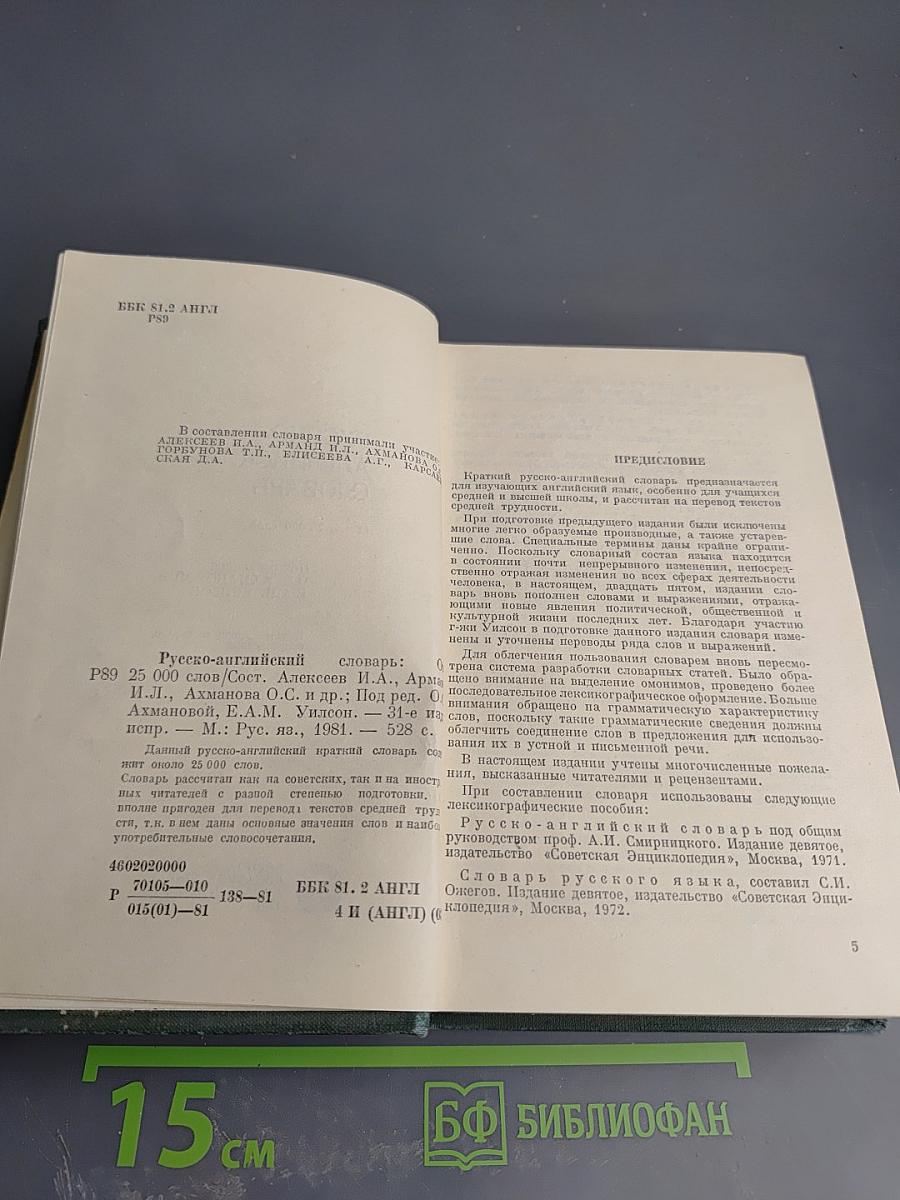 ББК 81.2 АНГЛ
Р89
В составлении словаря принимали
АЛЕКСЕЕВ И.А., АРМАНД И.Л., АХМАНОВА О.
ГОРБУНОВА Т.П., ЕЛИСЕЕВА А.Г., КАРСА
СКАЯ Д.А.
Русско-английский словарь:
Р89 25 000 слов/Сост. Алексеев И.А., Арма
И.Л., Ахманова О.С. и др.; Под ред. О
Ахмановой, Е.А.М. Уилсон. — 31-е из
испр. — М.: Рус. яз., 1981. — 528 с.
Данный русско-английский краткий словарь
жит около 25 000 слов.
Словарь рассчитан как на советских, так и на иност
ных читателей с разной степенью подготовки.
вполне пригоден для перевода текстов средней труд
сти, т.к. в нем даны основные значения слов и наибо
употребительные словосочетания.
4602020000
Р 70105—010
015(01)—81 138—81
ББК 81. 2 АНГЛ
4 И (АНГЛ) (
ПРЕДИСЛОВИЕ
Краткий русско-английский словарь предназначается
для изучающих английский язык, особенно для учащихся
средней и высшей школы, и рассчитан на перевод текстов
средней трудности.
При подготовке предыдущего издания были исключены
многие легко образуемые производные, а также устарев-
шие слова. Специальные термины даны крайне ограни-
ченно. Поскольку словарный состав языка находится
в состоянии почти непрерывного изменения, непосред-
ственно отражая изменения во всех сферах деятельности
человека, в настоящем, двадцать пятом, издании сло-
варь вновь пополнен словами и выражениями, отража-
ющими новые явления политической, общественной и
культурной жизни последних лет. Благодаря участию
г-жи Уилсон в подготовке данного издания словаря изме-
нены и уточнены переводы ряда слов и выражений.
Для облегчения пользования словарем вновь пересмо-
трена система разработки словарных статей. Было обра-
щено внимание на выделение омонимов, проведено более
последовательное лексикографическое оформление. Больше
внимания обращено на грамматическую характеристику
слов, поскольку такие грамматические сведения должны
облегчить соединение слов в предложения для использо-
вания их в устной и письменной речи.
В настоящем издании учтены многочисленные пожела-
ния, высказанные читателями и рецензентами.
При составлении словаря использованы следующие
лексикографические пособия:
Русско-английский словарь под общим
руководством проф. А.И. Смирницкого. Издание девятое,
издательство «Советская Энциклопедия», Москва, 1971.
Словарь русского языка, составил С.И.
Ожегов. Издание девятое, издательство «Советская Энци-
клопедия», Москва, 1972.
5
15 см
БФ БИБЛИОФАН